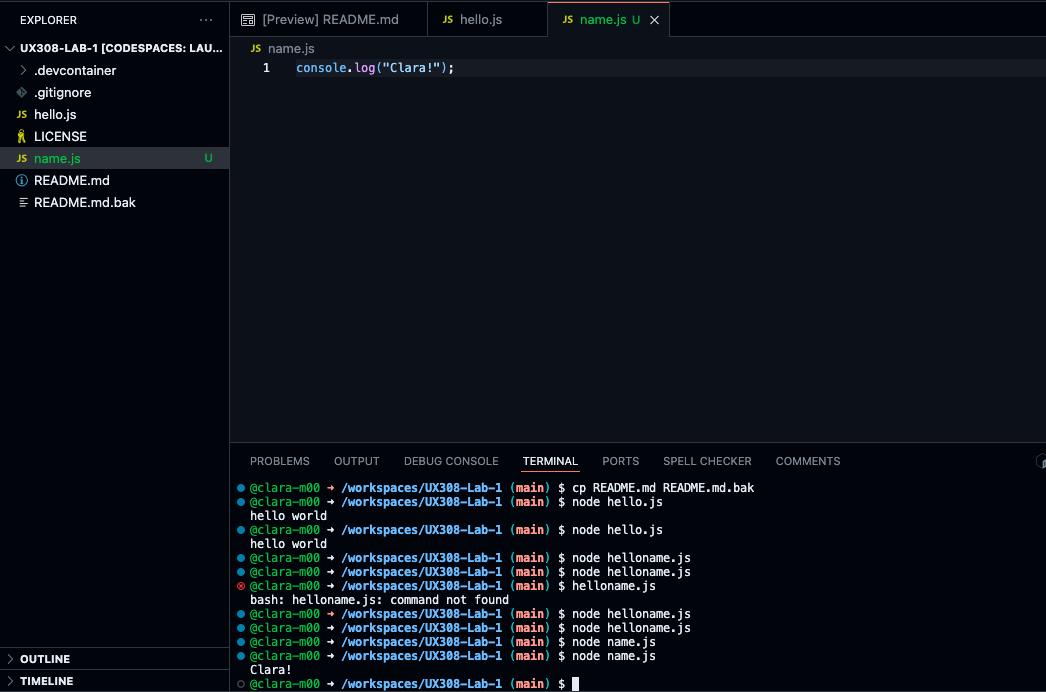 EXPLORER ···
[Preview] README.md JS hello.js JS name.js U
UX308-LAB-1 [CODESPACES: LAU...
JS name.js
1 console.log("Clara!");
.devcontainer
.gitignore
JS hello.js
LICENSE
JS name.js U
README.md
README.md.bak
PROBLEMS OUTPUT DEBUG CONSOLE TERMINAL PORTS SPELL CHECKER COMMENTS
@clara-m00 → /workspaces/UX308-Lab-1 (main) $ cp README.md README.md.bak
@clara-m00 → /workspaces/UX308-Lab-1 (main) $ node hello.js
hello world
@clara-m00 → /workspaces/UX308-Lab-1 (main) $ node hello.js
hello world
@clara-m00 → /workspaces/UX308-Lab-1 (main) $ node helloname.js
@clara-m00 → /workspaces/UX308-Lab-1 (main) $ node helloname.js
@clara-m00 → /workspaces/UX308-Lab-1 (main) $ helloname.js
bash: helloname.js: command not found
@clara-m00 → /workspaces/UX308-Lab-1 (main) $ node helloname.js
@clara-m00 → /workspaces/UX308-Lab-1 (main) $ node helloname.js
@clara-m00 → /workspaces/UX308-Lab-1 (main) $ node name.js
@clara-m00 → /workspaces/UX308-Lab-1 (main) $ node name.js
Clara!
@clara-m00 → /workspaces/UX308-Lab-1 (main) $
OUTLINE
TIMELINE